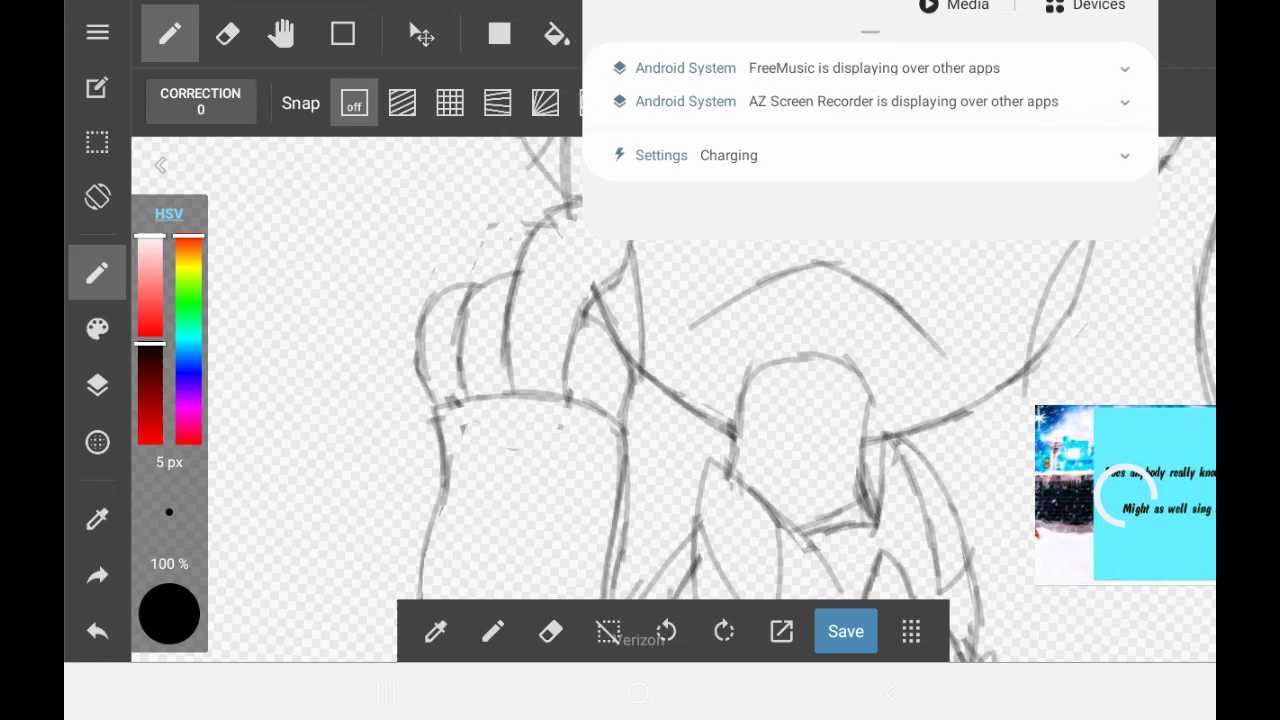 Media
Devices
Android System FreeMusic is displaying over other apps
Android System AZ Screen Recorder is displaying over other apps
Settings Charging
CORRECTION
0
Snap
off
HSV
5 px
100 %
anybody really
Might as well sing
Verizon
Save